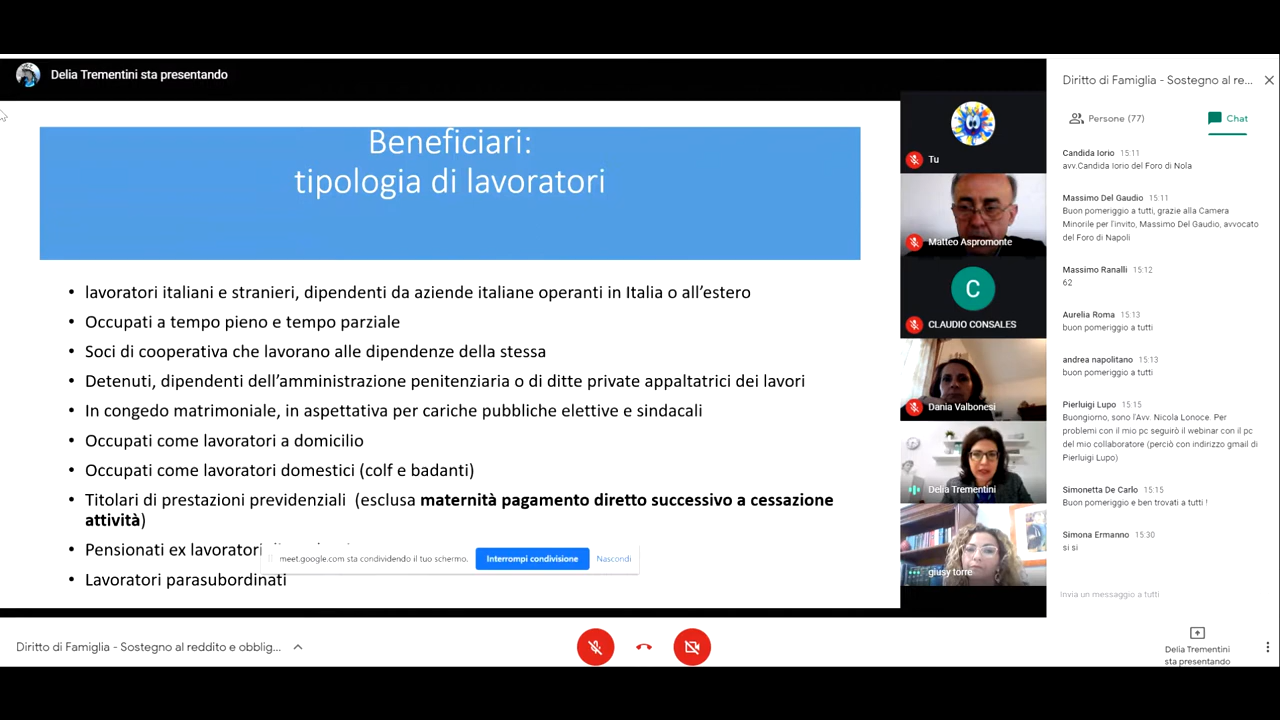 Delia Trementini sta presentando
Beneficiari:
tipologia di lavoratori
• lavoratori italiani e stranieri, dipendenti da aziende italiane operanti in Italia o all’estero
• Occupati a tempo pieno e tempo parziale
• Soci di cooperativa che lavorano alle dipendenze della stessa
• Detenuti, dipendenti dell’amministrazione penitenziaria o di ditte private appaltatrici dei lavori
• In congedo matrimoniale, in aspettativa per cariche pubbliche elettive e sindacali
• Occupati come lavoratori a domicilio
• Occupati come lavoratori domestici (colf e badanti)
• Titolari di prestazioni previdenziali (esclusa maternità pagamento diretto successivo a cessazione
attività)
• Pensionati ex lavoratori
meet.google.com sta condividendo il tuo schermo.
Interrompi condivisione
Nascondi
• Lavoratori parasubordinati
Tu
Matteo Aspromonte
C
CLAUDIO CONSALES
Dania Valbonesi
Delia Trementini
giusy torre
Diritto di Famiglia - Sostegno al re...
Persone (77)
Chat
Candida Iorio 15:11
avv.Candida Iorio del Foro di Nola
Massimo Del Gaudio 15:11
Buon pomeriggio a tutti, grazie alla Camera
Minorile per l'invito, Massimo Del Gaudio, avvocato
del Foro di Napoli
Massimo Ranalli 15:12
62
Aurelia Roma 15:13
buon pomeriggio a tutti
andrea napolitano 15:13
buon pomeriggio a tutti
Pierluigi Lupo 15:15
Buongiorno, sono l'Avv. Nicola Lonoce. Per
problemi con il mio pc seguirò il webinar con il pc
del mio collaboratore (perciò con indirizzo gmail di
Pierluigi Lupo)
Simonetta De Carlo 15:15
Buon pomeriggio e ben trovati a tutti !
Simona Ermanno 15:30
si si
Invia un messaggio a tutti
Diritto di Famiglia - Sostegno al reddito e obblig...
Delia Trementini
sta presentando